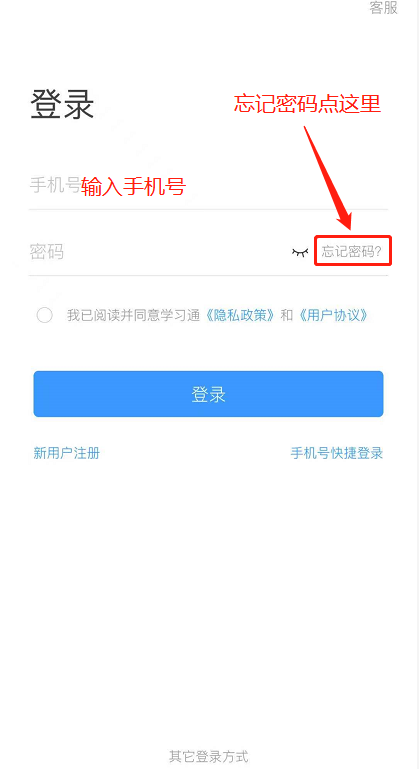 客服
登录
忘记密码点这里
手机号输入手机号
密码 忘记密码?
我已阅读并同意学习通《隐私政策》和《用户协议》
登录
新用户注册 手机号快捷登录
其它登录方式